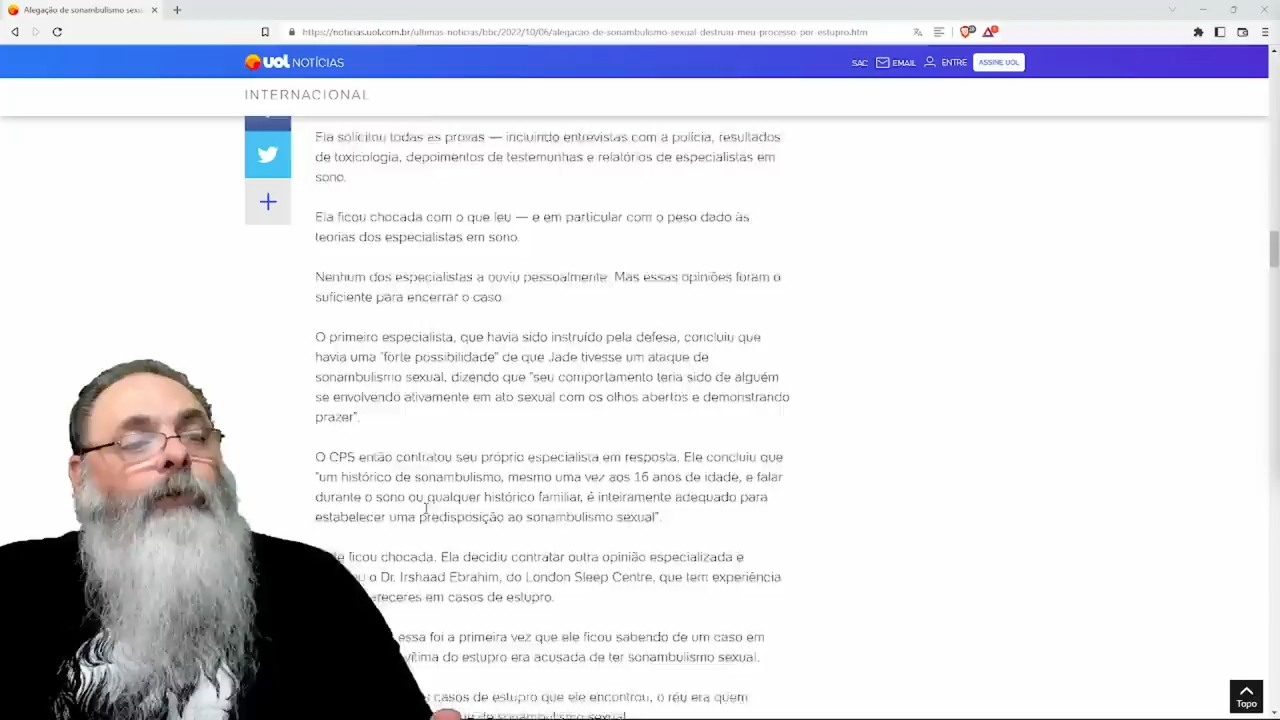 Alegação de sonambulismo sexua
https://noticias.uol.com.br/ultimas-noticias/bbc/2022/10/06/alegacao-de-sonambulismo-sexual-destruiu-meu-processo-por-estupro.htm
UOL NOTÍCIAS
SAC EMAIL ENTRE ASSINE UOL
INTERNACIONAL
Ela solicitou todas as provas — incluindo entrevistas com a polícia, resultados
de toxicologia, depoimentos de testemunhas e relatórios de especialistas em
sono.
Ela ficou chocada com o que leu — e em particular com o peso dado às
teorias dos especialistas em sono.
Nenhum dos especialistas a ouviu pessoalmente. Mas essas opiniões foram o
suficiente para encerrar o caso.
O primeiro especialista, que havia sido instruído pela defesa, concluiu que
havia uma "forte possibilidade" de que Jade tivesse um ataque de
sonambulismo sexual, dizendo que "seu comportamento teria sido de alguém
se envolvendo ativamente em ato sexual com os olhos abertos e demonstrando
prazer".
O CPS então contratou seu próprio especialista em resposta. Ele concluiu que
"um histórico de sonambulismo, mesmo uma vez aos 16 anos de idade, e falar
durante o sono ou qualquer histórico familiar, é inteiramente adequado para
estabelecer uma predisposição ao sonambulismo sexual".
ficou chocada. Ela decidiu contratar outra opinião especializada e
o Dr. Irshaad Ebrahim, do London Sleep Centre, que tem experiência
em casos de estupro.
essa foi a primeira vez que ele ficou sabendo de um caso em
vítima do estupro era acusada de ter sonambulismo sexual.
casos de estupro que ele encontrou, o réu era quem
de sonambulismo sexual
Topo